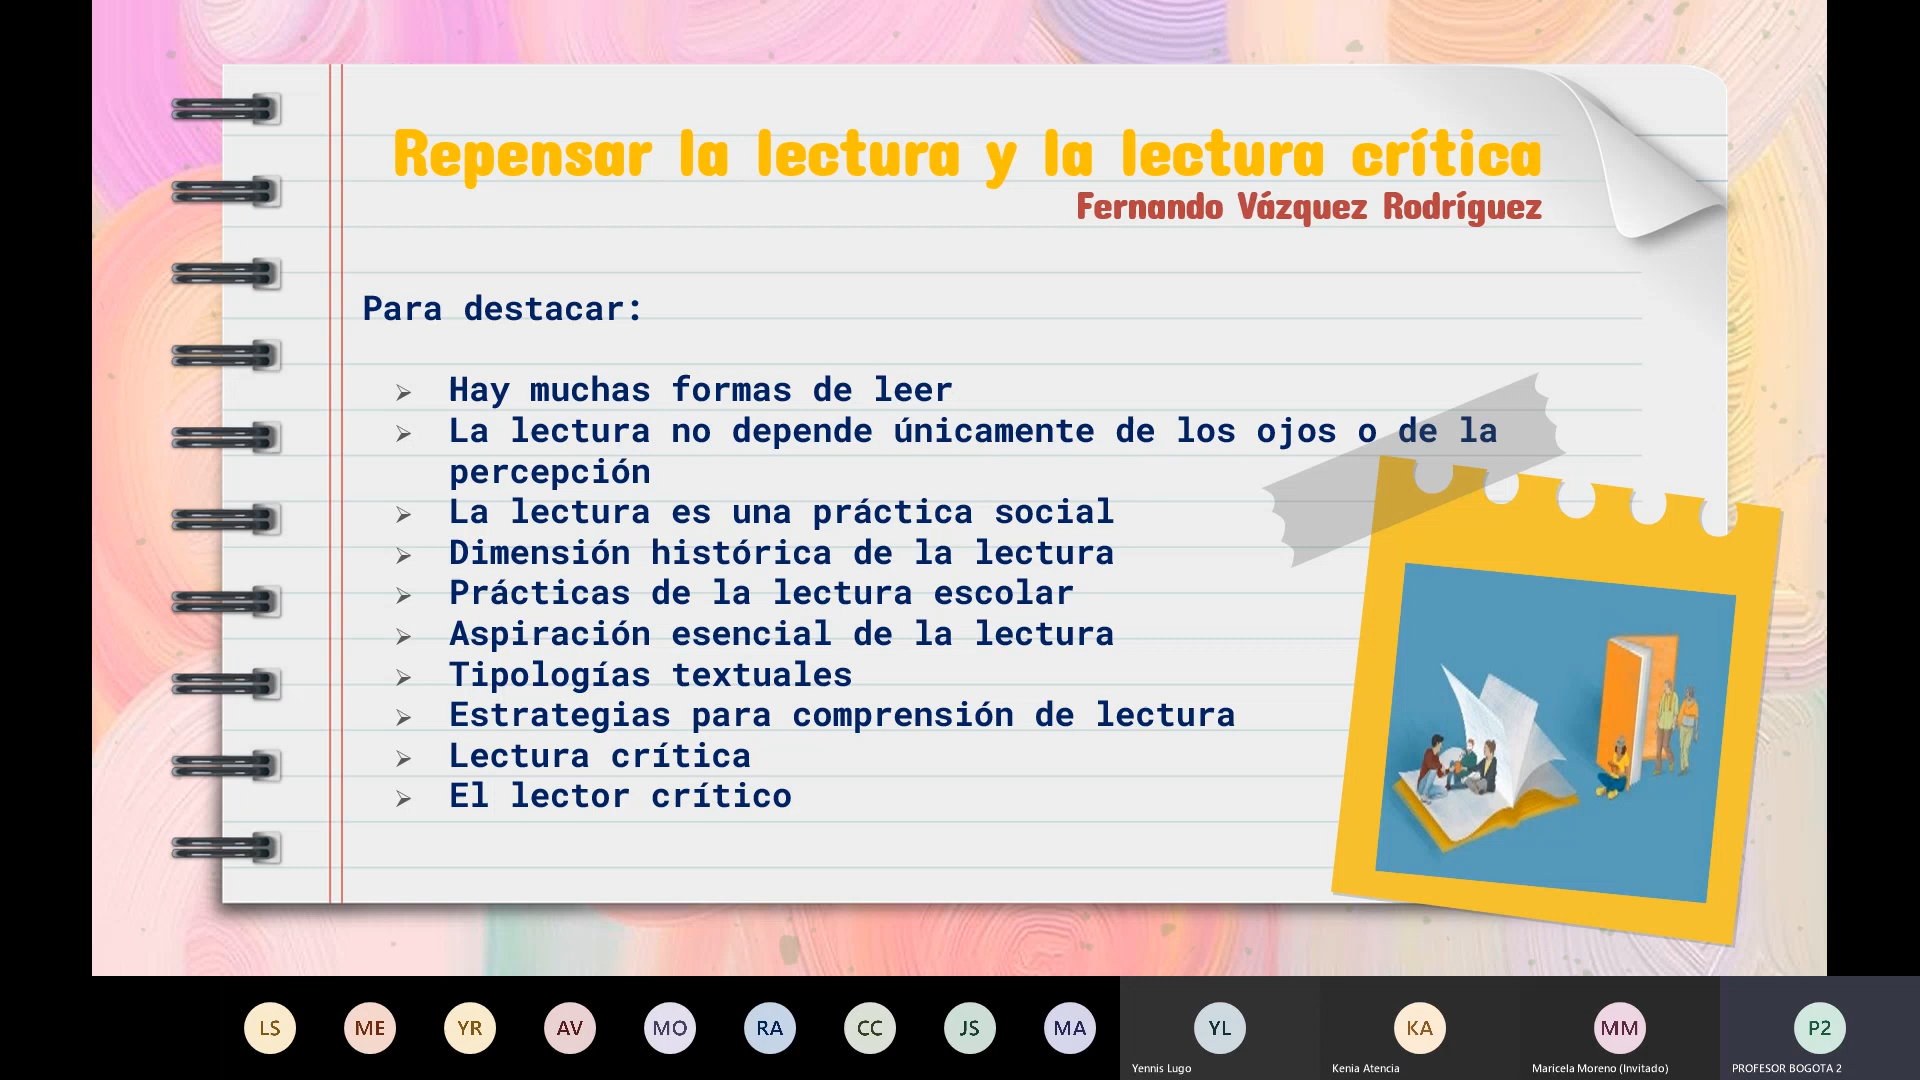 Repensar la lectura y la lectura crítica
Fernando Vázquez Rodríguez
Para destacar:
Hay muchas formas de leer
La lectura no depende únicamente de los ojos o de la
percepción
La lectura es una práctica social
Dimensión histórica de la lectura
Prácticas de la lectura escolar
Aspiración esencial de la lectura
Tipologías textuales
Estrategias para comprensión de lectura
Lectura crítica
El lector crítico
LS ME YR AV MO RA CC JS MA YL KA MM P2
Yennis Lugo Kenia Atencia Maricela Moreno (Invitado) PROFESOR BOGOTA 2